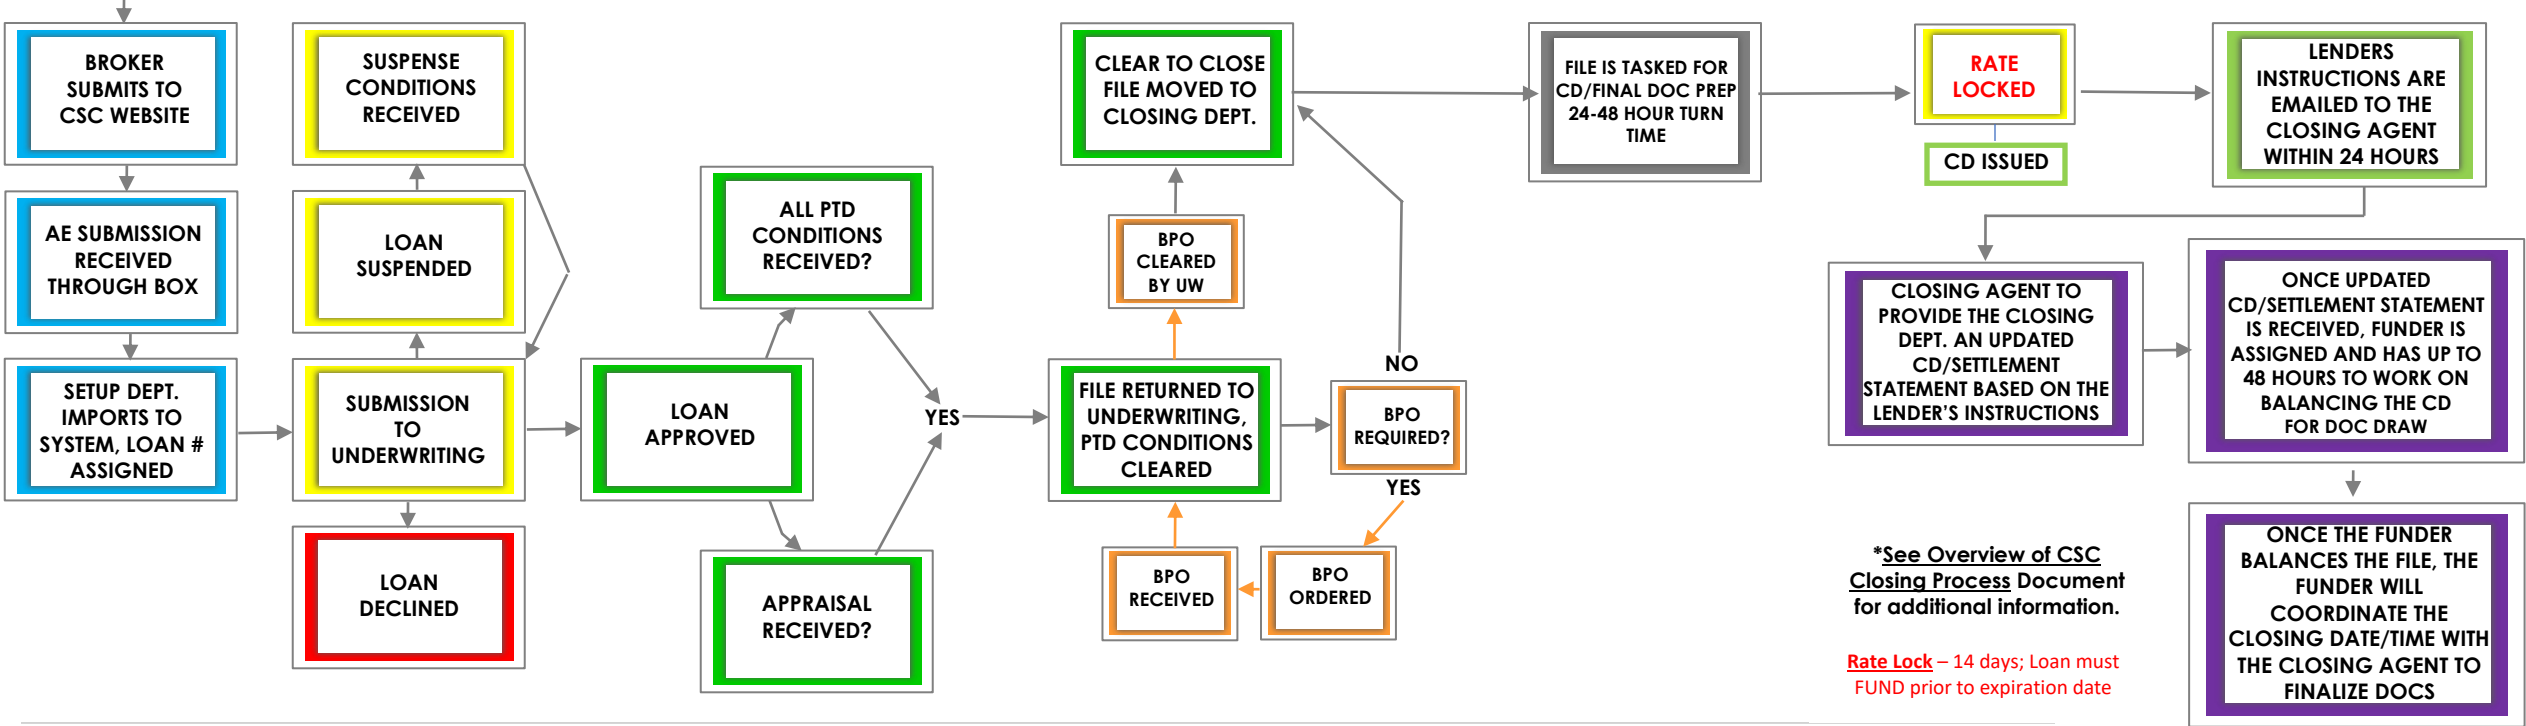 BROKER
SUBMITS TO
CSC WEBSITE
AE SUBMISSION
RECEIVED
THROUGH BOX
SETUP DEPT.
IMPORTS TO
SYSTEM, LOAN #
ASSIGNED
SUSPENSE
CONDITIONS
RECEIVED
LOAN
SUSPENDED
SUBMISSION
TO
UNDERWRITING
LOAN
DECLINED
LOAN
APPROVED
ALL PTD
CONDITIONS
RECEIVED?
APPRAISAL
RECEIVED?
YES
CLEAR TO CLOSE
FILE MOVED TO
CLOSING DEPT.
BPO
CLEARED
BY UW
FILE RETURNED TO
UNDERWRITING,
PTD CONDITIONS
CLEARED
BPO
RECEIVED
BPO
ORDERED
NO
BPO
REQUIRED?
YES
FILE IS TASKED FOR
CD/FINAL DOC PREP
24-48 HOUR TURN
TIME
RATE
LOCKED
CD ISSUED
LENDERS
INSTRUCTIONS ARE
EMAILED TO THE
CLOSING AGENT
WITHIN 24 HOURS
CLOSING AGENT TO
PROVIDE THE CLOSING
DEPT. AN UPDATED
CD/SETTLEMENT
STATEMENT BASED ON THE
LENDER’S INSTRUCTIONS
ONCE UPDATED
CD/SETTLEMENT STATEMENT
IS RECEIVED, FUNDER IS
ASSIGNED AND HAS UP TO
48 HOURS TO WORK ON
BALANCING THE CD
FOR DOC DRAW
ONCE THE FUNDER
BALANCES THE FILE, THE
FUNDER WILL
COORDINATE THE
CLOSING DATE/TIME WITH
THE CLOSING AGENT TO
FINALIZE DOCS
*See Overview of CSC
Closing Process Document
for additional information.
Rate Lock – 14 days; Loan must
FUND prior to expiration date